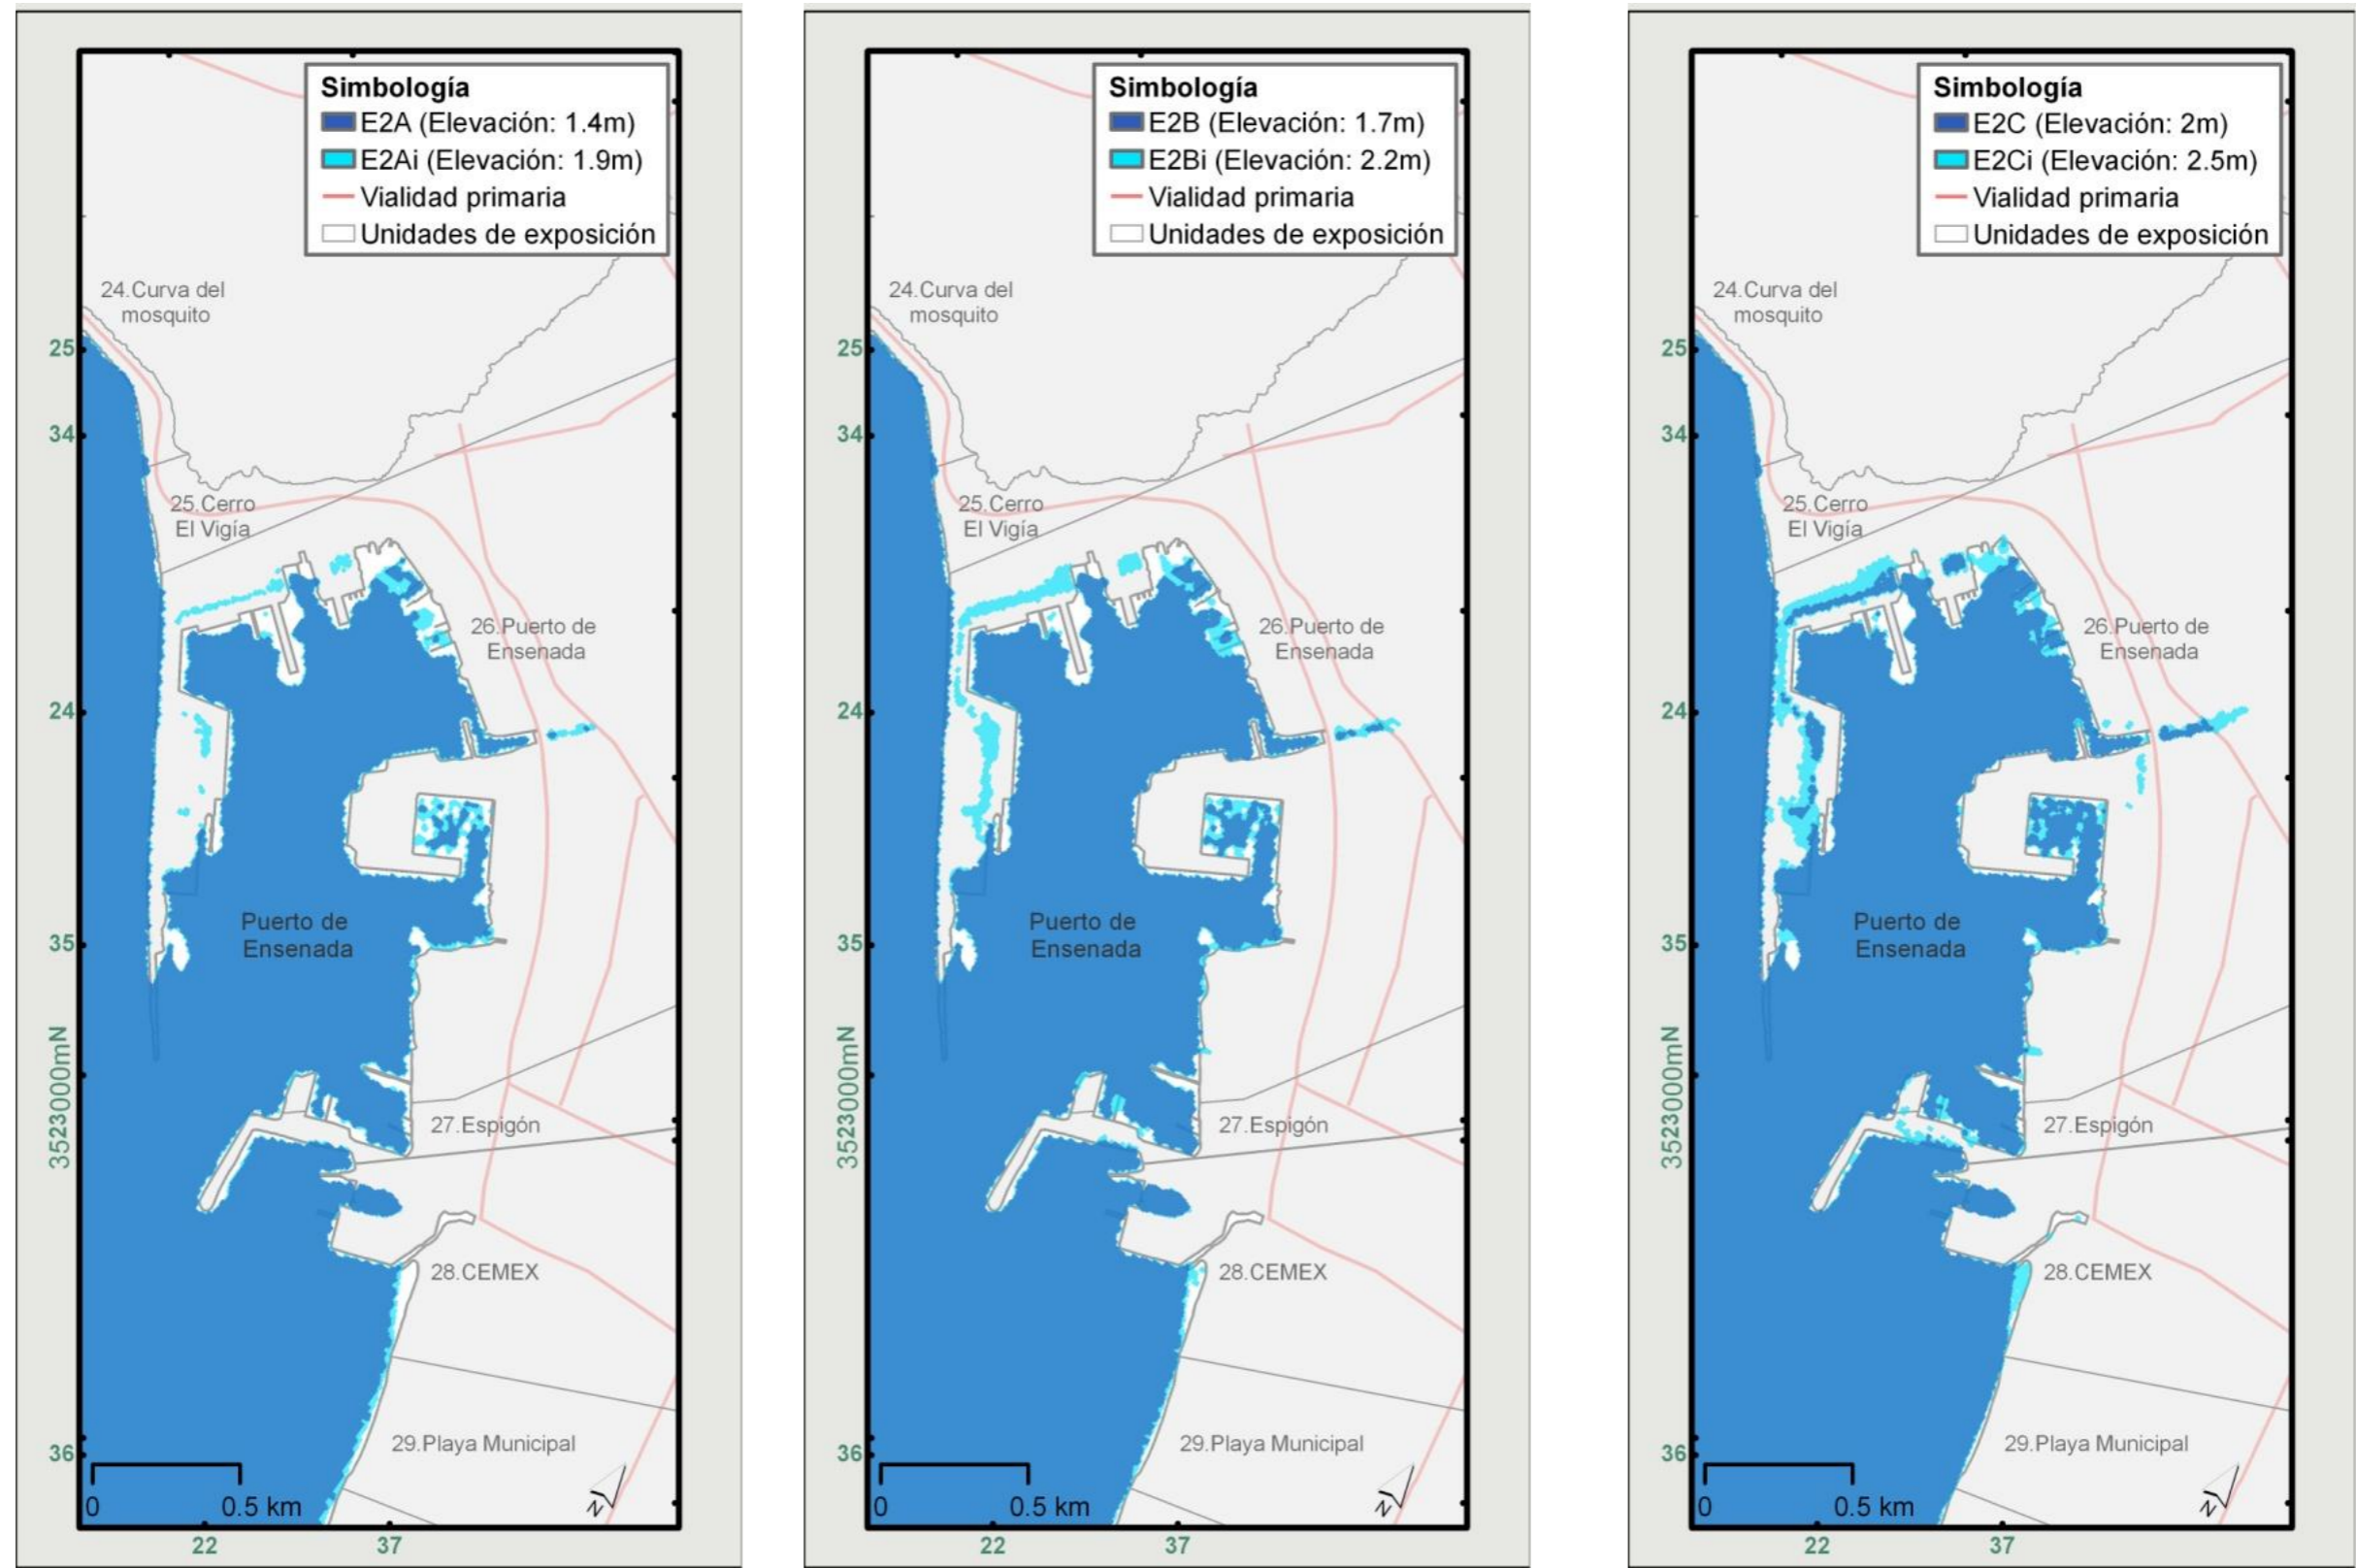 Simbología
E2A (Elevación: 1.4m)
E2Ai (Elevación: 1.9m)
Vialidad primaria
Unidades de exposición
24.Curva del
mosquito
25
34
25.Cerro
El Vigía
26.Puerto de
Ensenada
24
Puerto de
Ensenada
35
3523000mN
27.Espigón
28.CEMEX
29.Playa Municipal
36
0 0.5 km
N
22 37
Simbología
E2B (Elevación: 1.7m)
E2Bi (Elevación: 2.2m)
Vialidad primaria
Unidades de exposición
24.Curva del
mosquito
25
34
25.Cerro
El Vigía
26.Puerto de
Ensenada
24
Puerto de
Ensenada
35
3523000mN
27.Espigón
28.CEMEX
29.Playa Municipal
36
0 0.5 km
N
22 37
Simbología
E2C (Elevación: 2m)
E2Ci (Elevación: 2.5m)
Vialidad primaria
Unidades de exposición
24.Curva del
mosquito
25
34
25.Cerro
El Vigía
26.Puerto de
Ensenada
24
Puerto de
Ensenada
35
3523000mN
27.Espigón
28.CEMEX
29.Playa Municipal
36
0 0.5 km
N
22 37